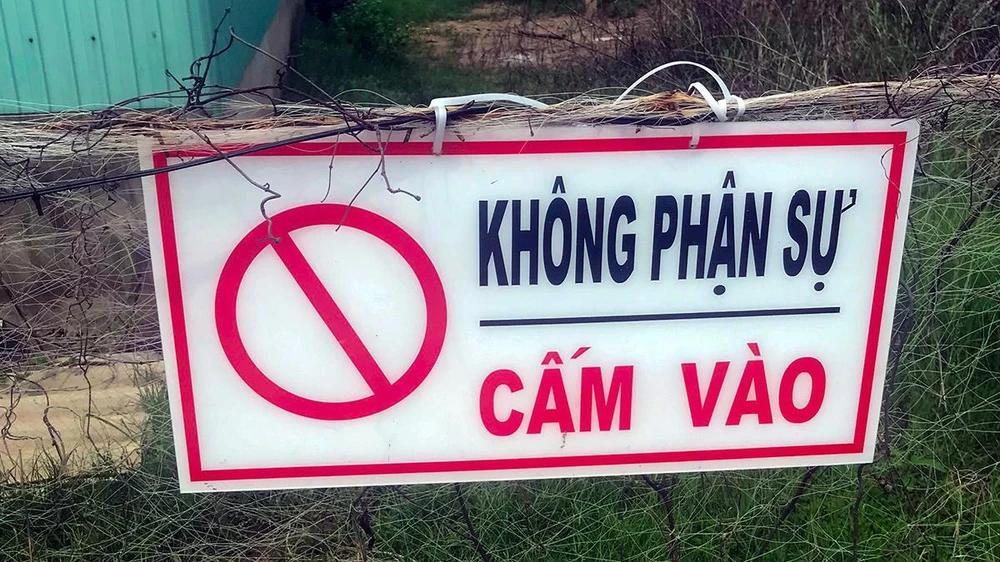 KHÔNG PHẬN SỰ
CẤM VÀO